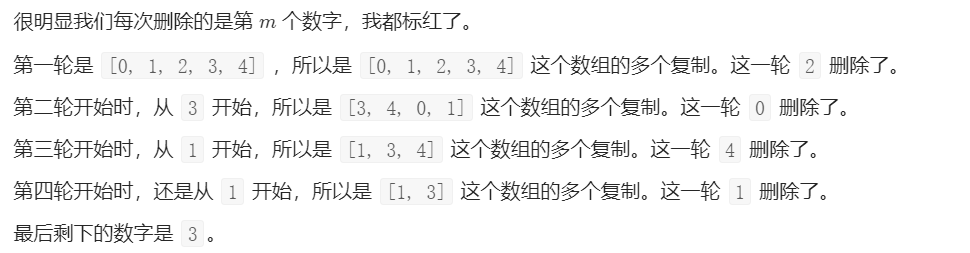 很明显我们每次删除的是第 m 个数字，我都标红了。
第一轮是 [0, 1, 2, 3, 4] ，所以是 [0, 1, 2, 3, 4] 这个数组的多个复制。这一轮 2 删除了。
第二轮开始时，从 3 开始，所以是 [3, 4, 0, 1] 这个数组的多个复制。这一轮 0 删除了。
第三轮开始时，从 1 开始，所以是 [1, 3, 4] 这个数组的多个复制。这一轮 4 删除了。
第四轮开始时，还是从 1 开始，所以是 [1, 3] 这个数组的多个复制。这一轮 1 删除了。
最后剩下的数字是 3 。